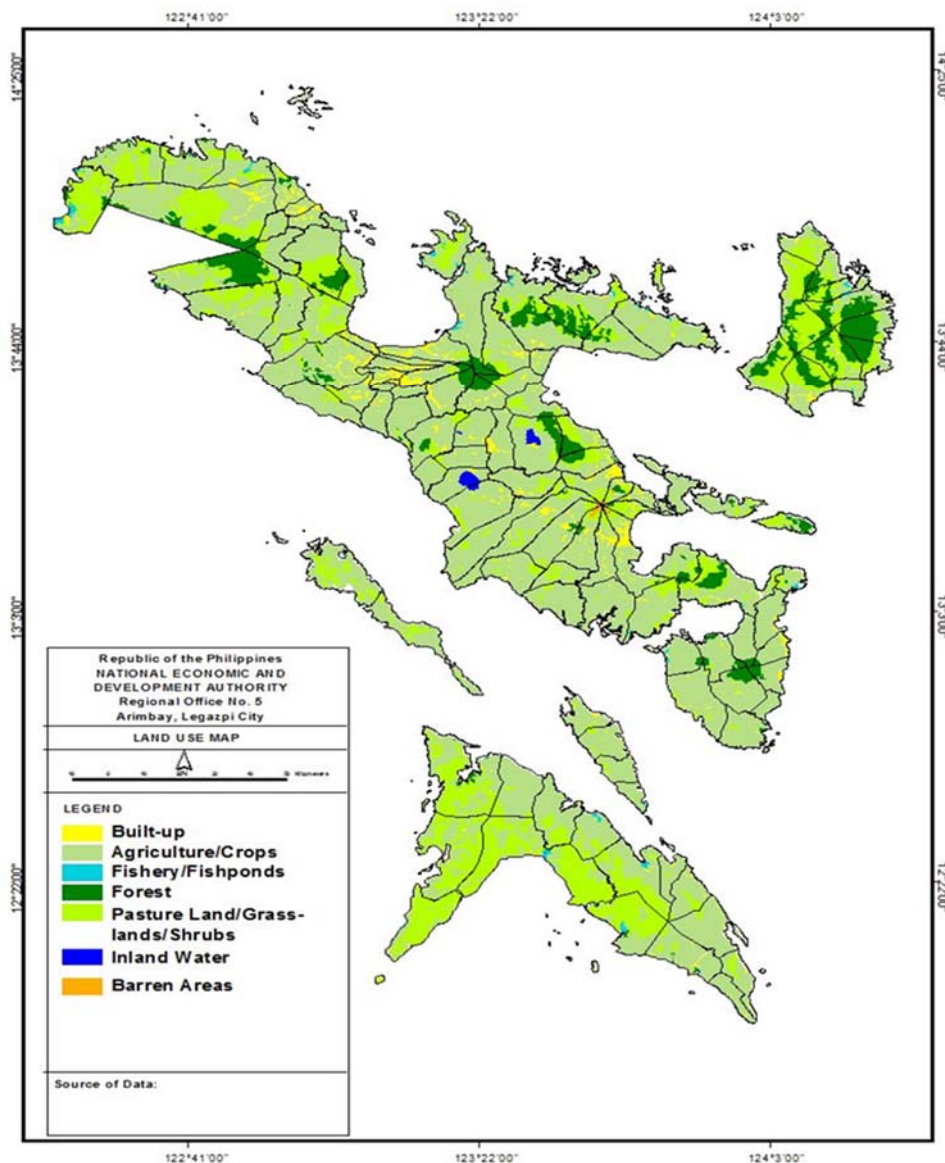 122°41'00" 123°22'00" 124°3'00"
14°25'00"
13°44'00"
13°3'00"
12°22'00"
Republic of the Philippines
NATIONAL ECONOMIC AND
DEVELOPMENT AUTHORITY
Regional Office No. 5
Arimbay, Legazpi City
LAND USE MAP
Kilometers
LEGEND
Built-up
Agriculture/Crops
Fishery/Fishponds
Forest
Pasture Land/Grass-
lands/Shrubs
Inland Water
Barren Areas
Source of Data:
122°41'00" 123°22'00" 124°3'00"